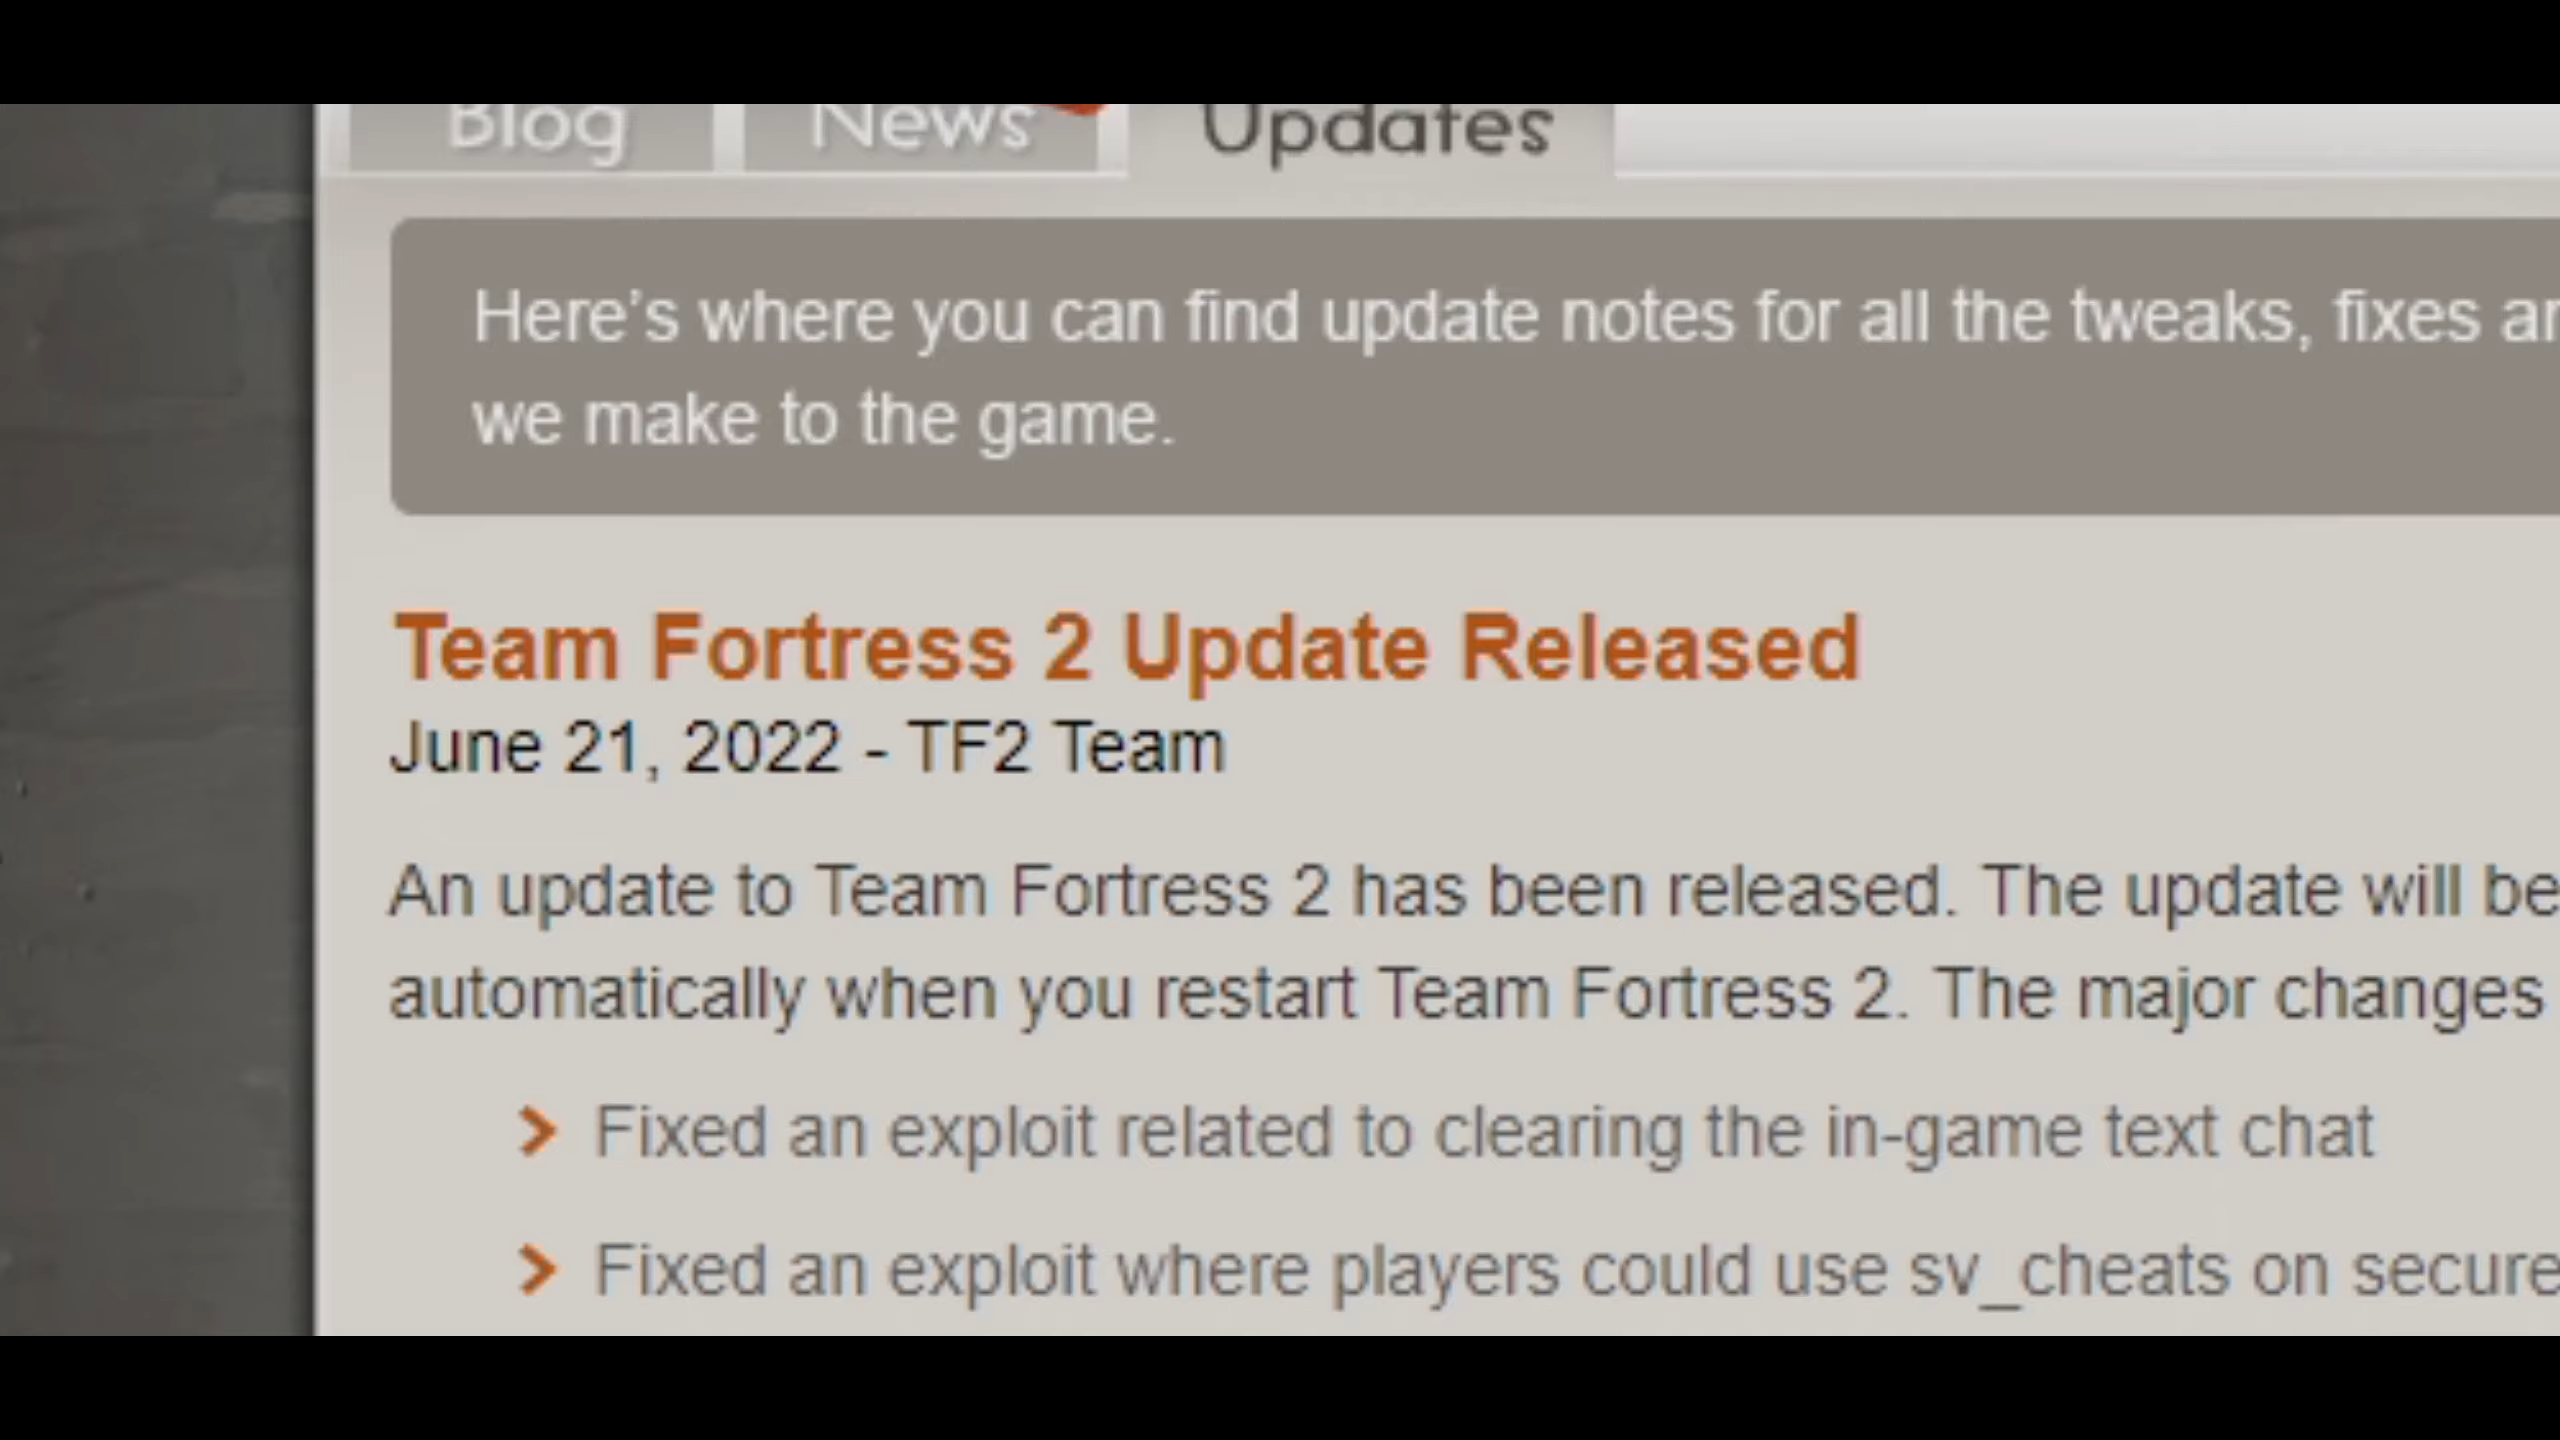 Blog News Updates
Here's where you can find update notes for all the tweaks, fixes
we make to the game.
Team Fortress 2 Update Released
June 21, 2022 - TF2 Team
An update to Team Fortress 2 has been released. The update will be
automatically when you restart Team Fortress 2. The major changes
Fixed an exploit related to clearing the in-game text chat
Fixed an exploit where players could use sv_cheats on secure